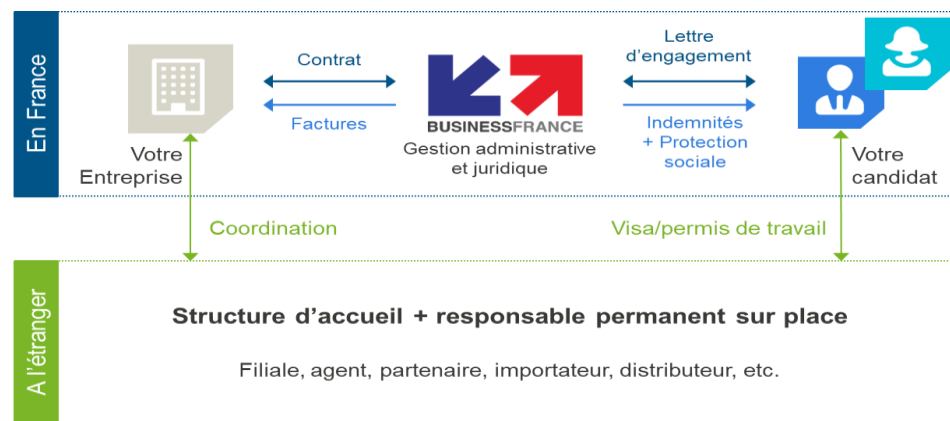 En France
Contrat
Factures
Votre
Entreprise
BUSINESSFRANCE
Gestion administrative
et juridique
Lettre
d'engagement
Indemnités
+ Protection
sociale
Votre
candidat
Coordination
Visa/permis de travail
A l'étranger
Structure d'accueil + responsable permanent sur place
Filiale, agent, partenaire, importateur, distributeur, etc.